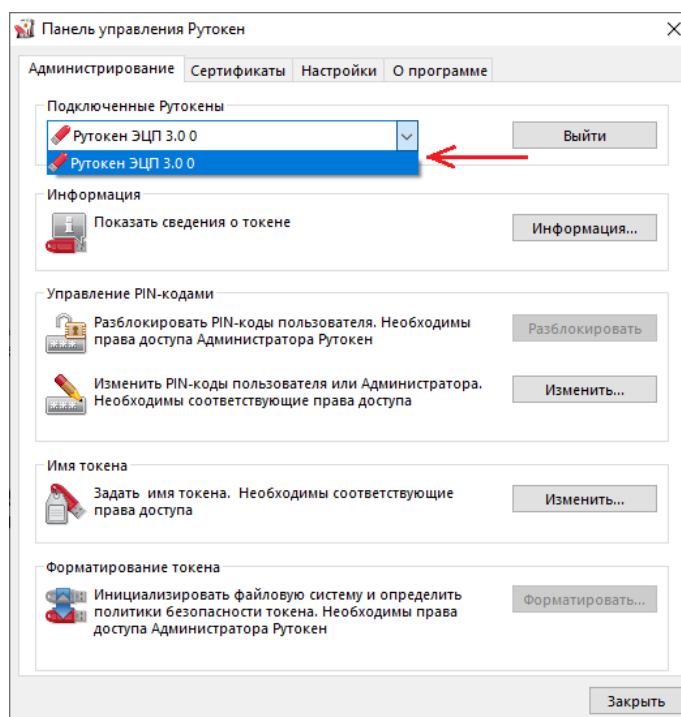 Панель управления Рутокен
Администрирование Сертификаты Настройки О программе
Подключенные Рутокены
Рутокен ЭЦП 3.0 0
Выйти
Рутокен ЭЦП 3.0 0
Информация
Показать сведения о токене
Информация...
Управление PIN-кодами
Разблокировать PIN-коды пользователя. Необходимы
права доступа Администратора Рутокен
Разблокировать
Изменить PIN-коды пользователя или Администратора.
Необходимы соответствующие права доступа
Изменить...
Имя токена
Задать имя токена. Необходимы соответствующие
права доступа
Изменить...
Форматирование токена
Инициализировать файловую систему и определить
политики безопасности токена. Необходимы права
доступа Администратора Рутокен
Форматировать...
Закрыть